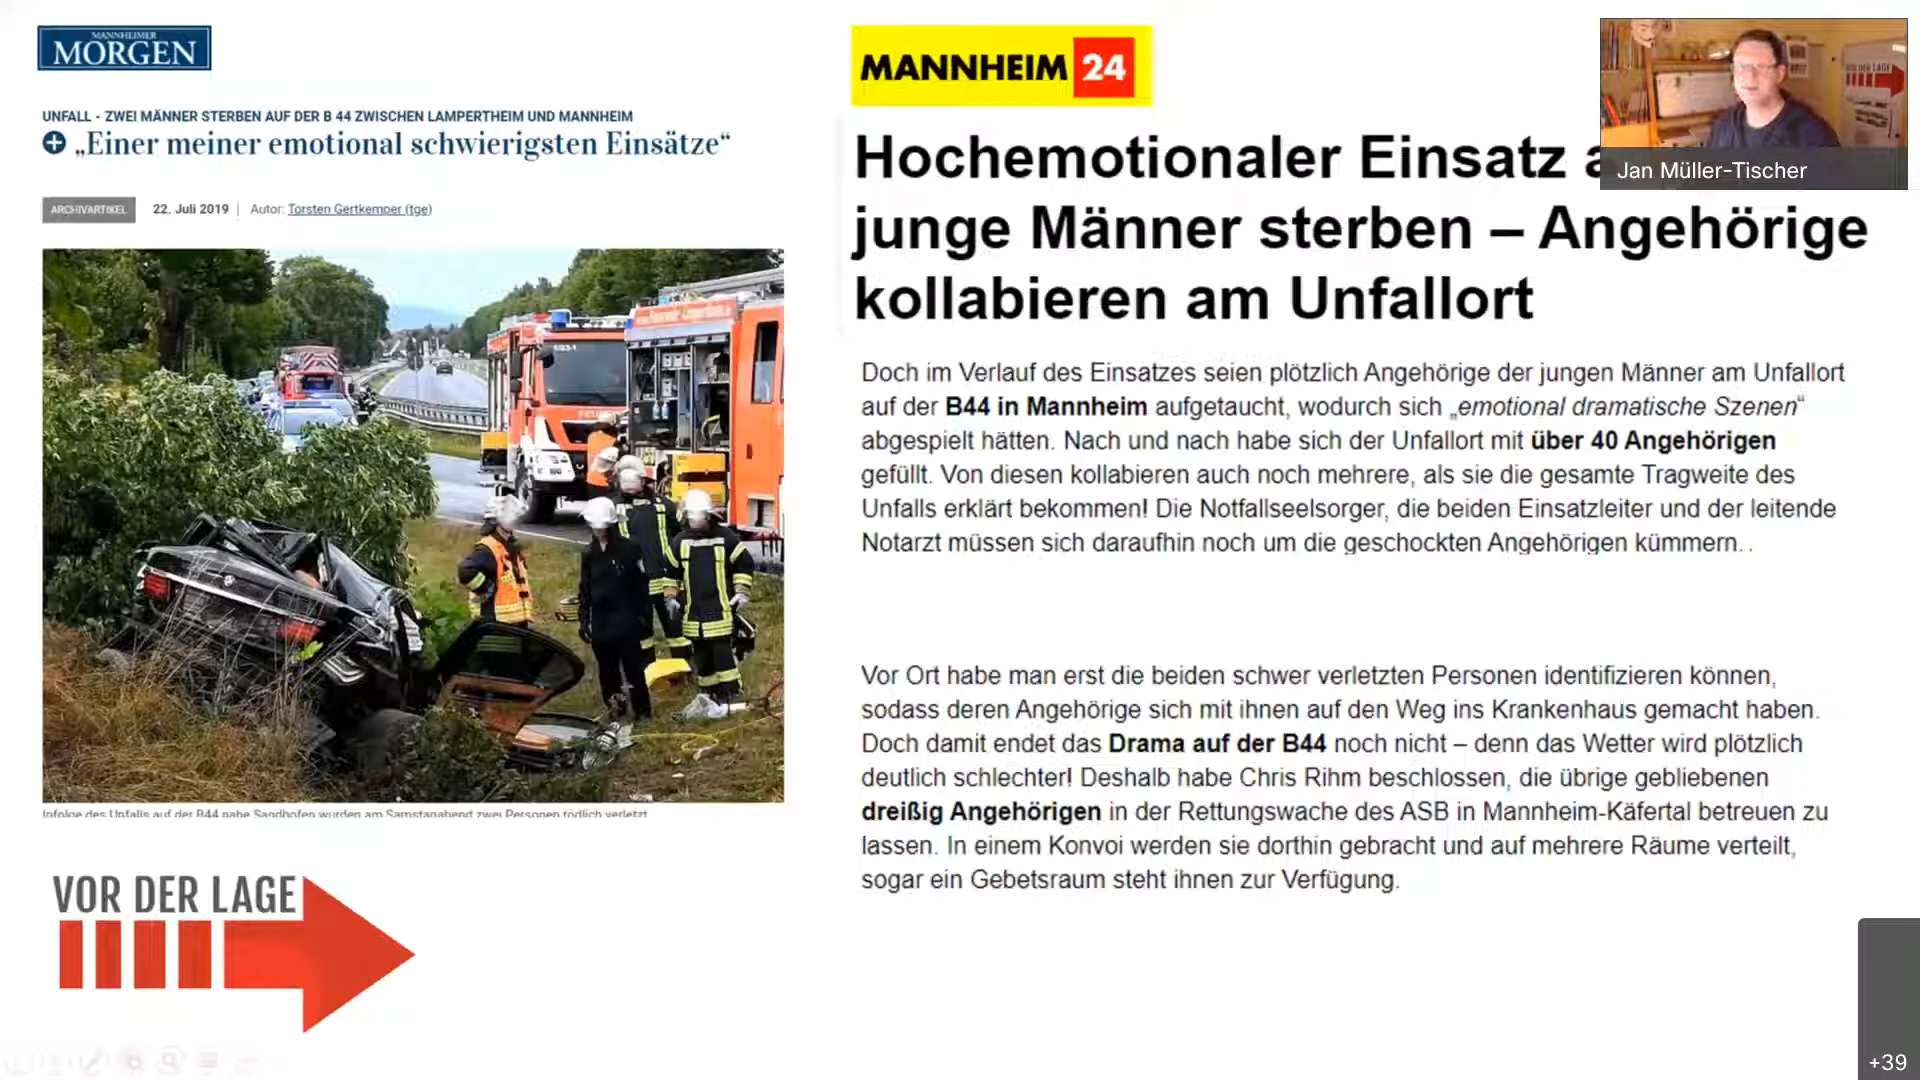 MANNHEIMER
MORGEN
UNFALL - ZWEI MÄNNER STERBEN AUF DER B 44 ZWISCHEN LAMPERTHEIM UND MANNHEIM
„Einer meiner emotional schwierigsten Einsätze“
ARCHIVARTIKEL 22. Juli 2019 Autor: Torsten Gertkemper (tge)
Infolge des Unfalls auf der B44 nahe Sandhofen wurden am Samstagabend zwei Personen tödlich verletzt
VOR DER LAGE
MANNHEIM 24
Hochemotionaler Einsatz a
junge Männer sterben – Angehörige
kollabieren am Unfallort
Doch im Verlauf des Einsatzes seien plötzlich Angehörige der jungen Männer am Unfallort
auf der B44 in Mannheim aufgetaucht, wodurch sich „emotional dramatische Szenen“
abgespielt hätten. Nach und nach habe sich der Unfallort mit über 40 Angehörigen
gefüllt. Von diesen kollabieren auch noch mehrere, als sie die gesamte Tragweite des
Unfalls erklärt bekommen! Die Notfallseelsorger, die beiden Einsatzleiter und der leitende
Notarzt müssen sich daraufhin noch um die geschockten Angehörigen kümmern. .
Vor Ort habe man erst die beiden schwer verletzten Personen identifizieren können,
sodass deren Angehörige sich mit ihnen auf den Weg ins Krankenhaus gemacht haben.
Doch damit endet das Drama auf der B44 noch nicht – denn das Wetter wird plötzlich
deutlich schlechter! Deshalb habe Chris Rihm beschlossen, die übrige gebliebenen
dreißig Angehörigen in der Rettungswache des ASB in Mannheim-Käfertal betreuen zu
lassen. In einem Konvoi werden sie dorthin gebracht und auf mehrere Räume verteilt,
sogar ein Gebetsraum steht ihnen zur Verfügung.
VOR DER LAGE
Jan Müller-Tischer
+39